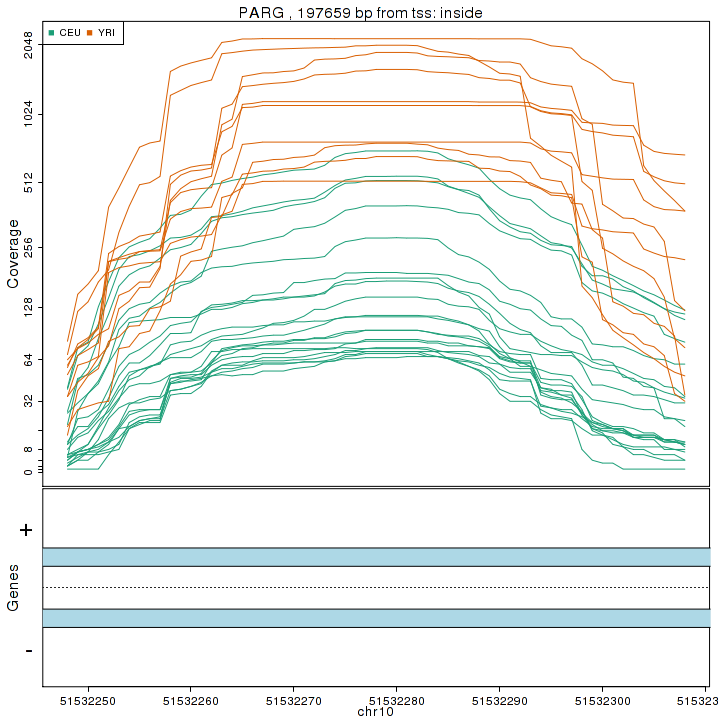 PARG , 197659 bp from tss: inside
CEU YRI
2048
1024
512
256
128
64
32
8
0
Coverage
+
Genes
-
51532250 51532260 51532270 51532280 51532290 51532300 515323
chr10